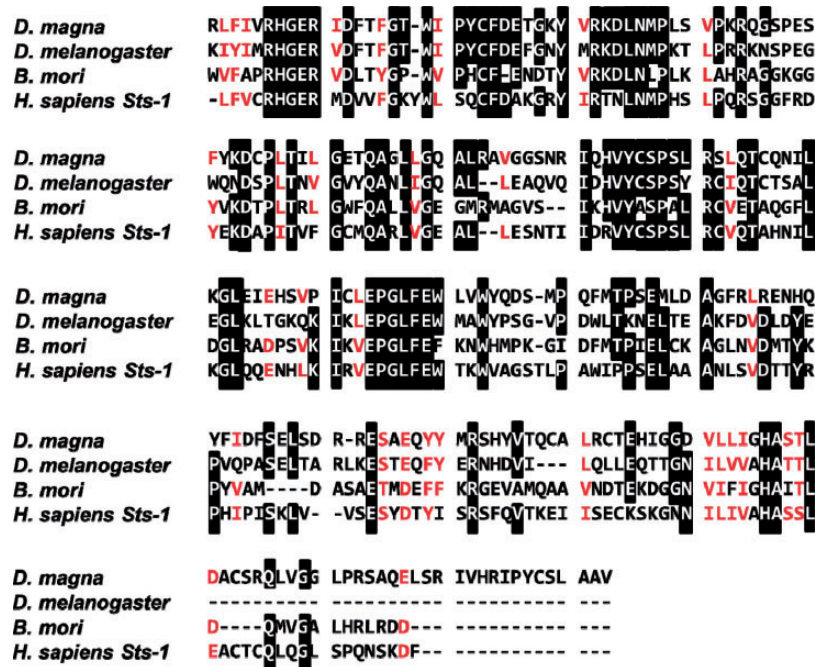 D. magna RLFIVRHGER IDFTFGT-WI PYCFDETGKY VRKDLNMPLS VPKRQGSPES
D. melanogaster KIYIMRHGER VDFTFGT-WI PYCFDEFGNY MRKDLNMPKT LPRRKNSPEG
B. mori WVFAPRHGER VDLTYGP-WV PHCFLENDTY VRKDLNLPLK LAHRAGGKGG
H. sapiens Sts-1 -LFVCRHGER MDVVFGKYWL SQCFDAKGRY IRTNLNMPHS LPQRSGGFRD
D. magna FYKDCPLTIL GETQAGLLGQ ALRAVGGSNR IQHVYCSPSL RSLQTCQNIL
D. melanogaster WQNDSPLTNV GVYQANLIGQ AL--LEAQVQ IDHVYCSPSY RCIQTCTSAL
B. mori YVKDTPLTRL GWFQALLVGE GMRMAGVS-- IKHVYASPAL RCVETAQGFL
H. sapiens Sts-1 YEKDAPITVF GCMQARLVGE AL--LESNTI IDRVYCSPSL RCVQTAHNIL
D. magna KGLEIEHSVP ICLEPGLFEW LVWYQDS-MP QFMTPSEMLD AGFRLRENHQ
D. melanogaster EGLKLTGKQK IKLEPGLFEW MAWYPSG-VP DWLTKNELTE AKFDVDLDYE
B. mori DGLRADPSVK IKVEPGLFEF KNWHMPK-GI DFMTPIELCK AGLNVDMTYK
H. sapiens Sts-1 KGLQQENHLK IRVEPGLFEW TKWVAGSTLP AWIPPSELAA ANLSVDTTYR
D. magna YFIDFSELSD R-RESAEQYY MRSHYVTQCA LRCTEHIGGD VLLIGHASTL
D. melanogaster PVQPASELTA RLKESTEQFY ERNHDVI--- LQLLEQTTGN ILVVAHATTL
B. mori PYVAM----D ASAETMDEFF KRGEVAMQAA VNDTEKDGGN VIFIGHAITL
H. sapiens Sts-1 PHIPISKLV- -VSESYDTYI SRSFQVTKEI ISECKSKGNN ILIVAHASSL
D. magna DACSRQLVGG LPRSAQELSR IVHRIPYCSL AAV
D. melanogaster ---------- ---------- ---------- ---
B. mori D----QMVGA LHRLRDD--- ---------- ---
H. sapiens Sts-1 EACTCQLQGL SPQNSKDF-- ---------- ---